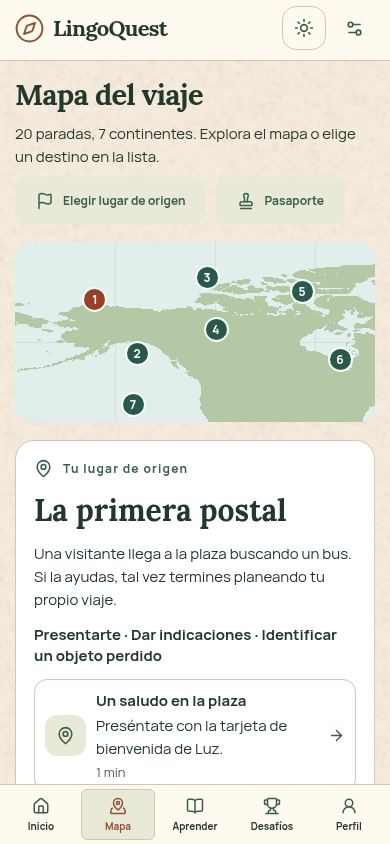 LingoQuest
Mapa del viaje
20 paradas, 7 continentes. Explora el mapa o elige
un destino en la lista.
Elegir lugar de origen
Pasaporte
3
5
1
4
2
6
7
Tu lugar de origen
La primera postal
Una visitante llega a la plaza buscando un bus.
Si la ayudas, tal vez termines planeando tu
propio viaje.
Presentarte · Dar indicaciones · Identificar
un objeto perdido
Un saludo en la plaza
Preséntate con la tarjeta de
bienvenida de Luz.
1 min
Inicio
Mapa
Aprender
Desafíos
Perfil